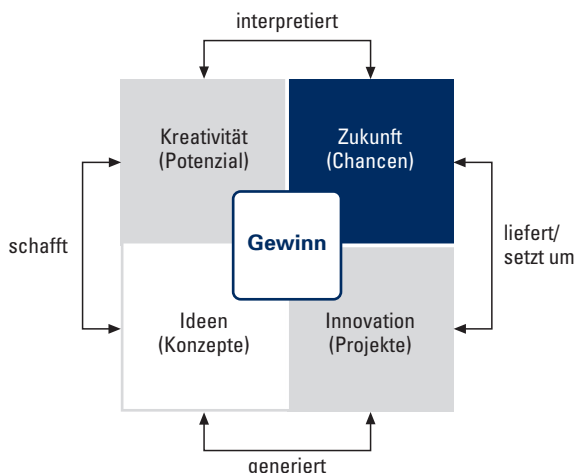 interpretiert
Kreativität
(Potenzial)
Zukunft
(Chancen)
schafft
Gewinn
liefert/
setzt um
Ideen
(Konzepte)
Innovation
(Projekte)
generiert